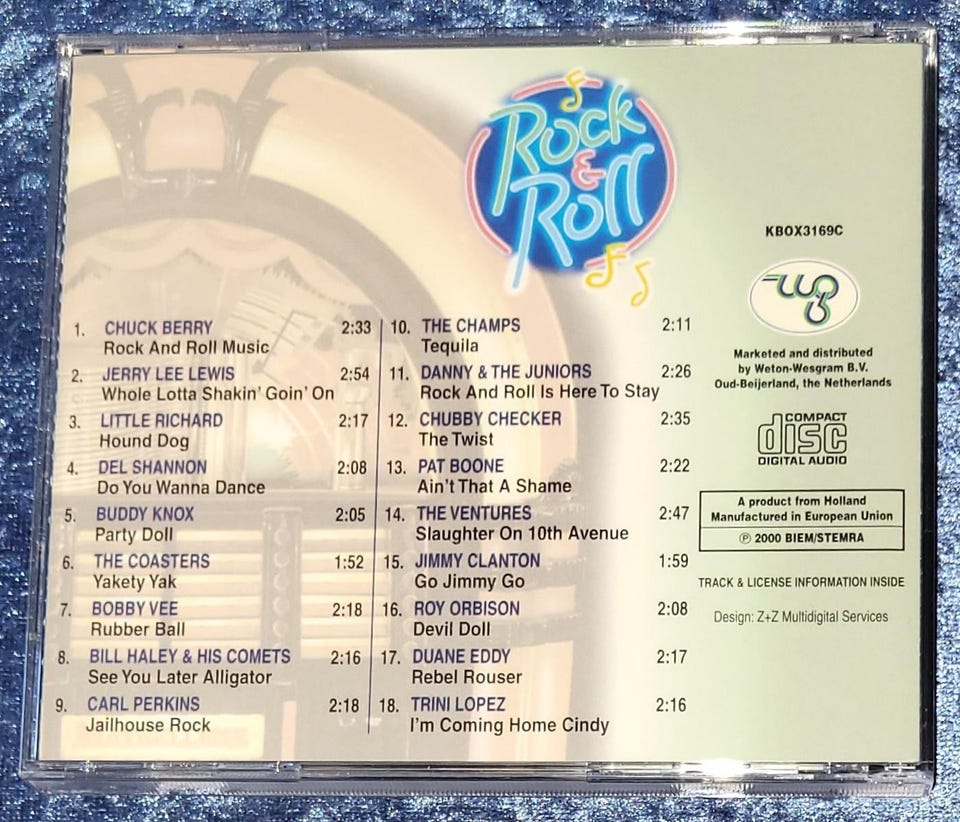 Rock
&
Roll
KBOX3169C
1. CHUCK BERRY 2:33
Rock And Roll Music
2. JERRY LEE LEWIS 2:54
Whole Lotta Shakin' Goin' On
3. LITTLE RICHARD 2:17
Hound Dog
4. DEL SHANNON 2:08
Do You Wanna Dance
5. BUDDY KNOX 2:05
Party Doll
6. THE COASTERS 1:52
Yakety Yak
7. BOBBY VEE 2:18
Rubber Ball
8. BILL HALEY & HIS COMETS 2:16
See You Later Alligator
9. CARL PERKINS 2:18
Jailhouse Rock
10. THE CHAMPS 2:11
Tequila
11. DANNY & THE JUNIORS 2:26
Rock And Roll Is Here To Stay
12. CHUBBY CHECKER 2:35
The Twist
13. PAT BOONE 2:22
Ain't That A Shame
14. THE VENTURES 2:47
Slaughter On 10th Avenue
15. JIMMY CLANTON 1:59
Go Jimmy Go
16. ROY ORBISON 2:08
Devil Doll
17. DUANE EDDY 2:17
Rebel Rouser
18. TRINI LOPEZ 2:16
I'm Coming Home Cindy
Marketed and distributed
by Weton-Wesgram B.V.
Oud-Beijerland, the Netherlands
COMPACT
disc
DIGITAL AUDIO
A product from Holland
Manufactured in European Union
℗ 2000 BIEM/STEMRA
TRACK & LICENSE INFORMATION INSIDE
Design: Z+Z Multidigital Services